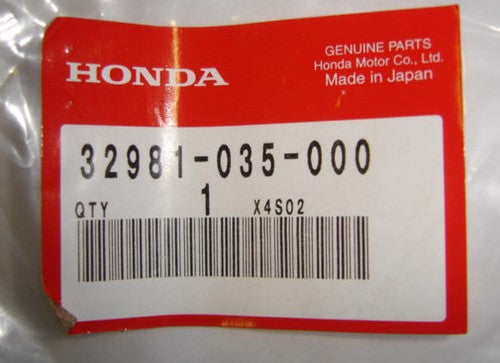 HONDA
GENUINE PARTS
Honda Motor Co., Ltd.
Made in Japan
32981-035-000
QTY 1 X4S02